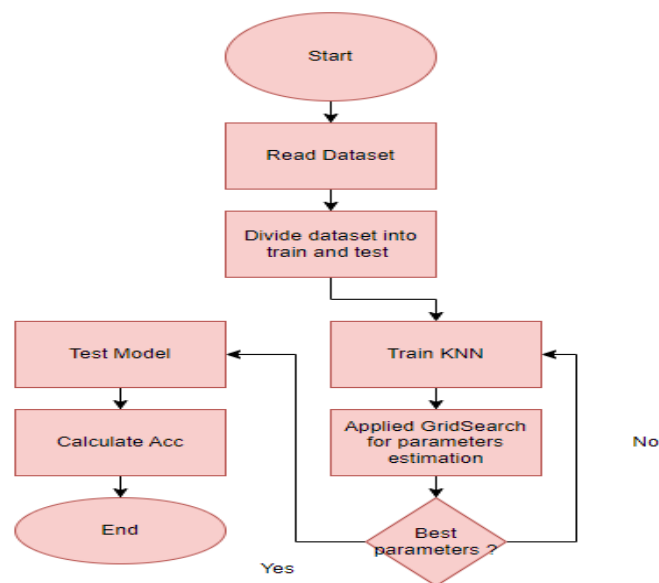 Start
Read Dataset
Divide dataset into
train and test
Train KNN
Applied GridSearch
for parameters
estimation
Best
parameters ?
No
Yes
Test Model
Calculate Acc
End